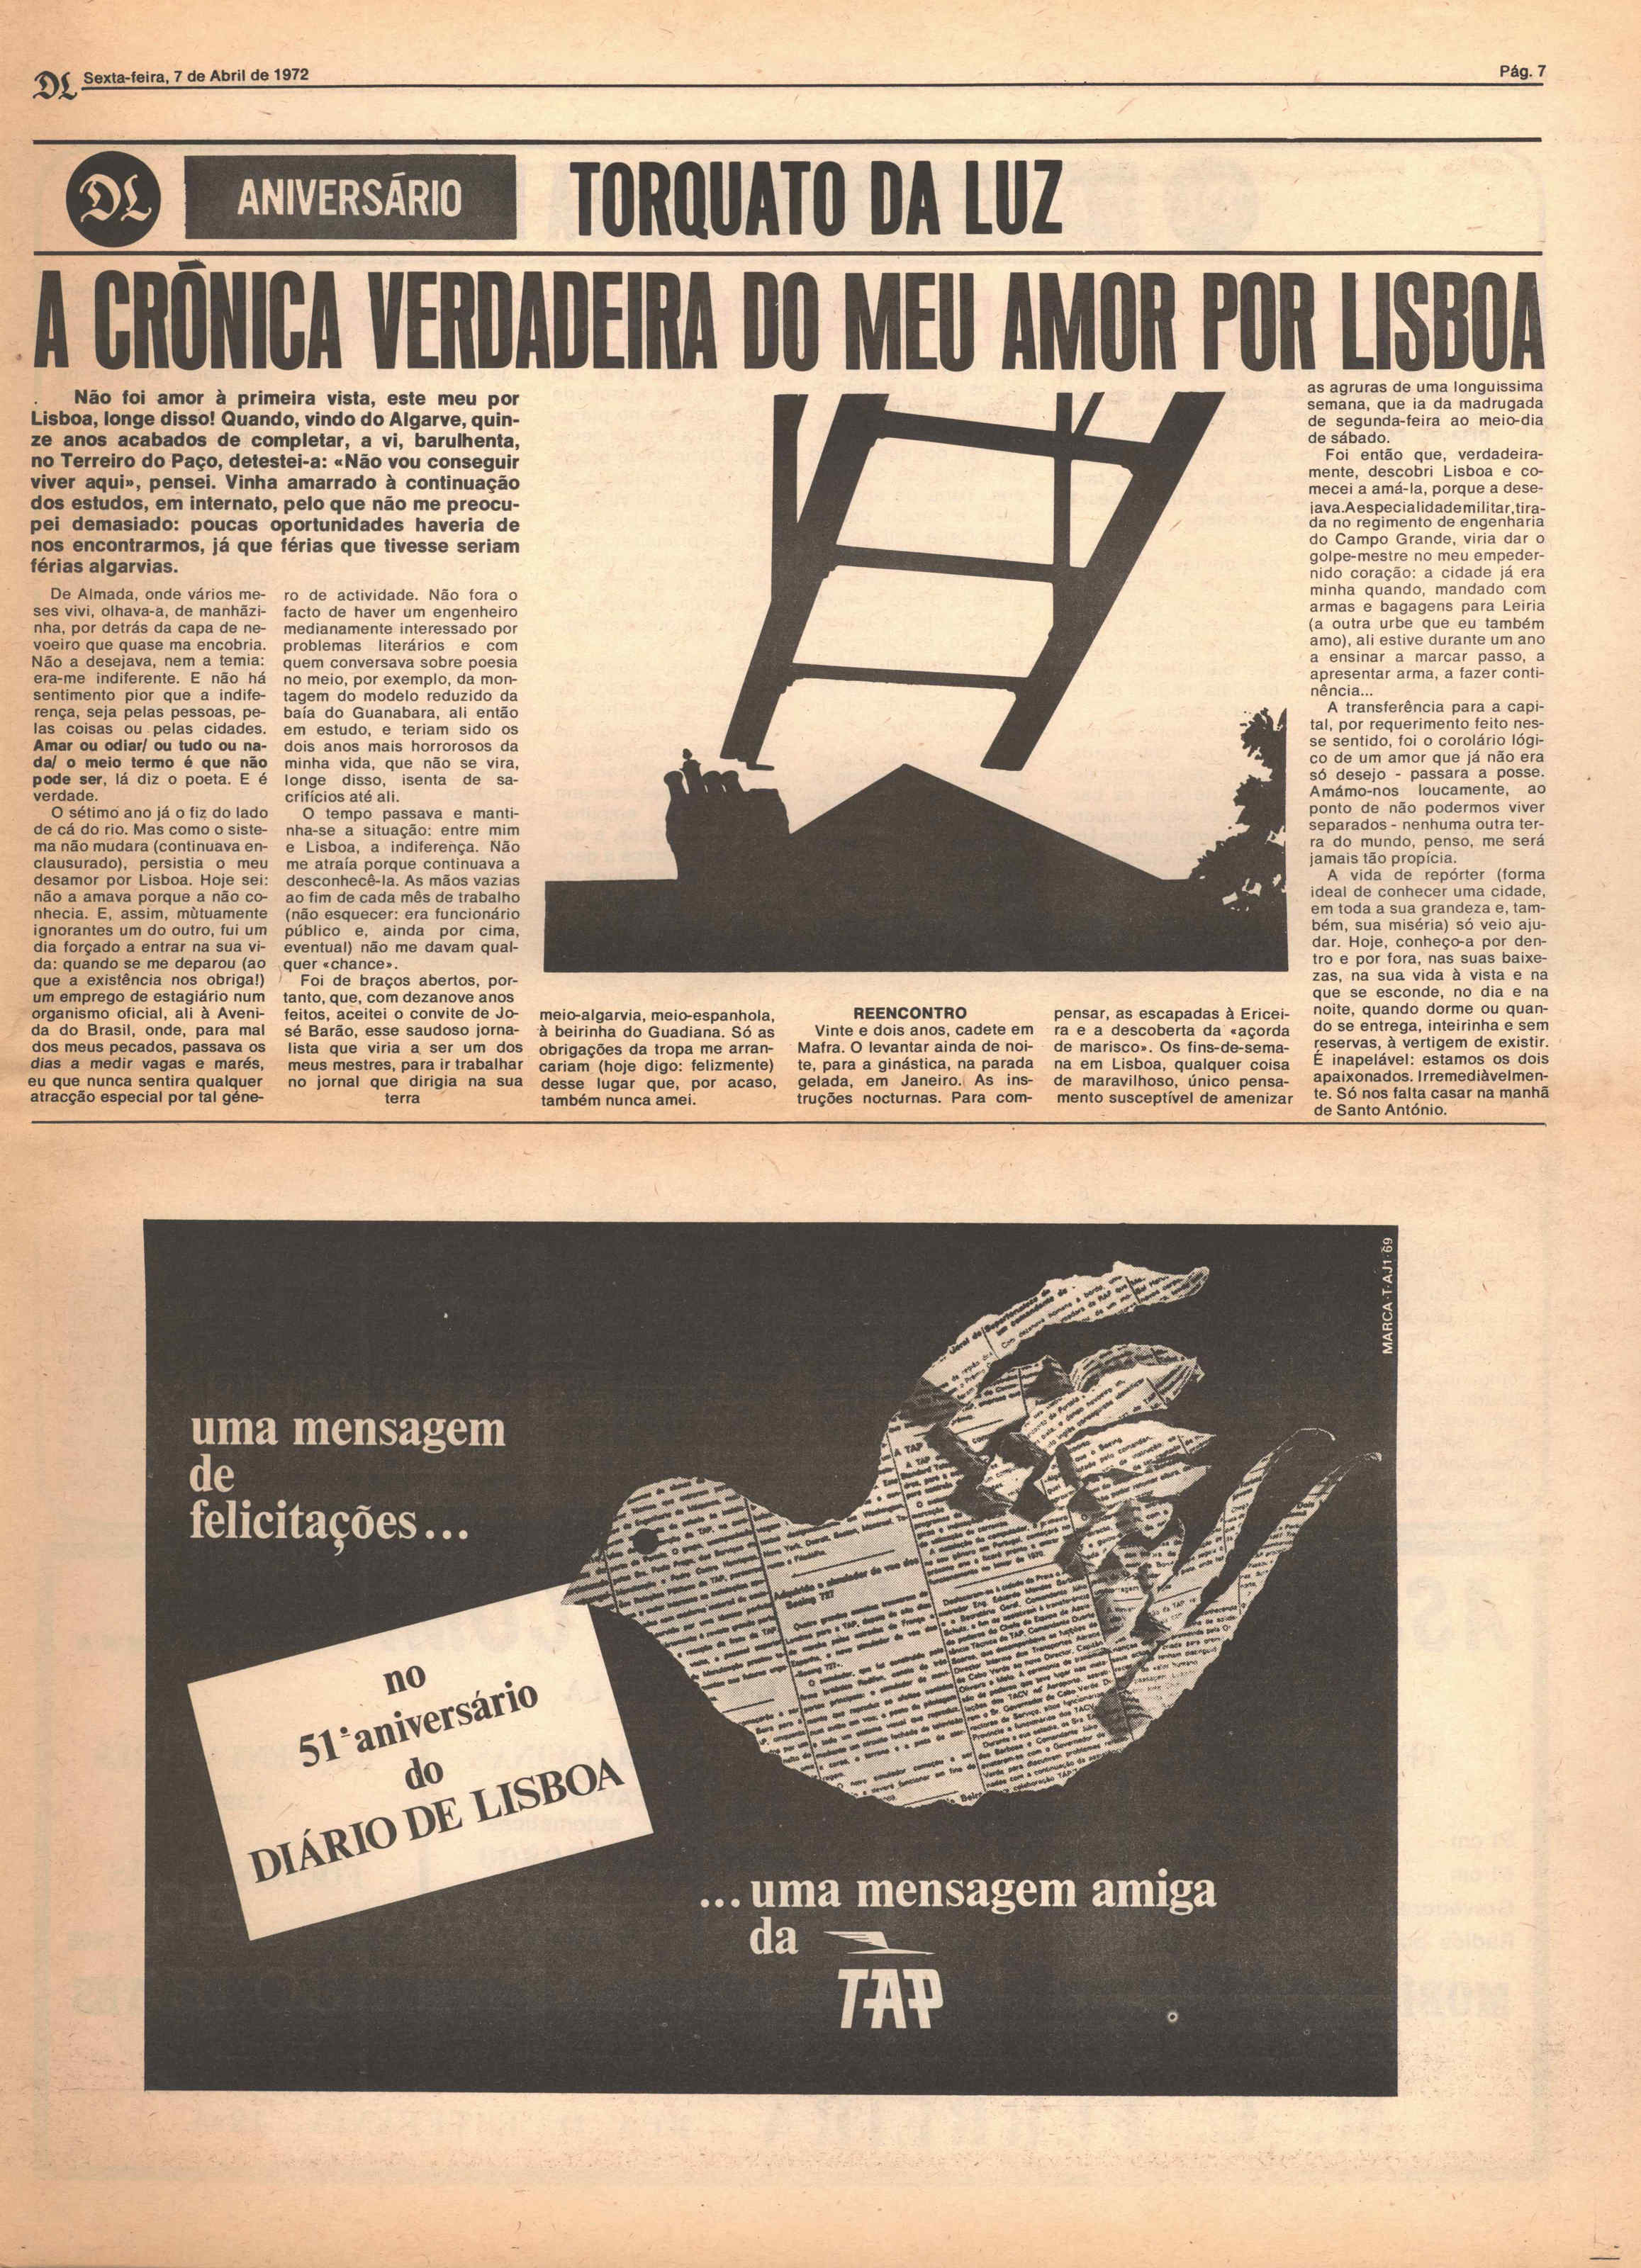 DL Sexta-feira, 7 de Abril de 1972
Pág. 7
DL
ANIVERSÁRIO
TORQUATO DA LUZ
A CRÓNICA VERDADEIRA DO MEU AMOR POR LISBOA
Não foi amor à primeira vista, este meu por
Lisboa, longe disso! Quando, vindo do Algarve, quin-
ze anos acabados de completar, a vi, barulhenta,
no Terreiro do Paço, detestei-a: «Não vou conseguir
viver aqui», pensei. Vinha amarrado à continuação
dos estudos, em internato, pelo que não me preocu-
pei demasiado: poucas oportunidades haveria de
nos encontrarmos, já que férias que tivesse seriam
férias algarvias.
De Almada, onde vários me-
ses vivi, olhava-a, de manhãzi-
nha, por detrás da capa de ne-
voeiro que quase ma encobria.
Não a desejava, nem a temia:
era-me indiferente. E não há
sentimento pior que a indife-
rença, seja pelas pessoas, pe-
las coisas ou pelas cidades.
Amar ou odiar/ ou tudo ou na-
da/ o meio termo é que não
pode ser, lá diz o poeta. E é
verdade.
O sétimo ano já o fiz do lado
de cá do rio. Mas como o siste-
ma não mudara (continuava en-
clausurado), persistia o meu
desamor por Lisboa. Hoje sei:
não a amava porque a não co-
nhecia. E, assim, mùtuamente
ignorantes um do outro, fui um
dia forçado a entrar na sua vi-
da: quando se me deparou (ao
que a existência nos obriga!)
um emprego de estagiário num
organismo oficial, ali à Aveni-
da do Brasil, onde, para mal
dos meus pecados, passava os
dias a medir vagas e marés,
eu que nunca sentira qualquer
atracção especial por tal géne-
ro de actividade. Não fora o
facto de haver um engenheiro
medianamente interessado por
problemas literários e com
quem conversava sobre poesia
no meio, por exemplo, da mon-
tagem do modelo reduzido da
baía do Guanabara, ali então
em estudo, e teriam sido os
dois anos mais horrorosos da
minha vida, que não se vira,
longe disso, isenta de sa-
crifícios até ali.
O tempo passava e manti-
nha-se a situação: entre mim
e Lisboa, a indiferença. Não
me atraía porque continuava a
desconhecê-la. As mãos vazias
ao fim de cada mês de trabalho
(não esquecer: era funcionário
público e, ainda por cima,
eventual) não me davam qual-
quer «chance».
Foi de braços abertos, por-
tanto, que, com dezanove anos
feitos, aceitei o convite de Jo-
sé Barão, esse saudoso jorna-
lista que viria a ser um dos
meus mestres, para ir trabalhar
no jornal que dirigia na sua
terra
meio-algarvia, meio-espanhola,
à beirinha do Guadiana. Só as
obrigações da tropa me arran-
cariam (hoje digo: felizmente)
desse lugar que, por acaso,
também nunca amei.
REENCONTRO
Vinte e dois anos, cadete em
Mafra. O levantar ainda de noi-
te, para a ginástica, na parada
gelada, em Janeiro. As ins-
truções nocturnas. Para com-
pensar, as escapadas à Ericei-
ra e a descoberta da «açorda
de marisco». Os fins-de-sema-
na em Lisboa, qualquer coisa
de maravilhoso, único pensa-
mento susceptível de amenizar
as agruras de uma longuissima
semana, que ia da madrugada
de segunda-feira ao meio-dia
de sábado.
Foi então que, verdadeira-
mente, descobri Lisboa e co-
mecei a amá-la, porque a dese-
java.Aespecialidademilitar,tira-
da no regimento de engenharia
do Campo Grande, viria dar o
golpe-mestre no meu empeder-
nido coração: a cidade já era
minha quando, mandado com
armas e bagagens para Leiria
(a outra urbe que eu também
amo), ali estive durante um ano
a ensinar a marcar passo, a
apresentar arma, a fazer conti-
nência...
A transferência para a capi-
tal, por requerimento feito nes-
se sentido, foi o corolário lógi-
co de um amor que já não era
só desejo - passara a posse.
Amámo-nos loucamente, ao
ponto de não podermos viver
separados - nenhuma outra ter-
ra do mundo, penso, me será
jamais tão propícia.
A vida de repórter (forma
ideal de conhecer uma cidade,
em toda a sua grandeza e, tam-
bém, sua miséria) só veio aju-
dar. Hoje, conheço-a por den-
tro e por fora, nas suas baixe-
zas, na sua vida à vista e na
que se esconde, no dia e na
noite, quando dorme ou quan-
do se entrega, inteirinha e sem
reservas, à vertigem de existir.
É inapelável: estamos os dois
apaixonados. Irremediàvelmen-
te. Só nos falta casar na manhã
de Santo António.
MARCA·T·AJ1·69
uma mensagem
de
felicitações...
no
51º aniversário
do
DIÁRIO DE LISBOA
Adquirido o simulador de voo dos
Boeing 727
...uma mensagem amiga
da
TAP